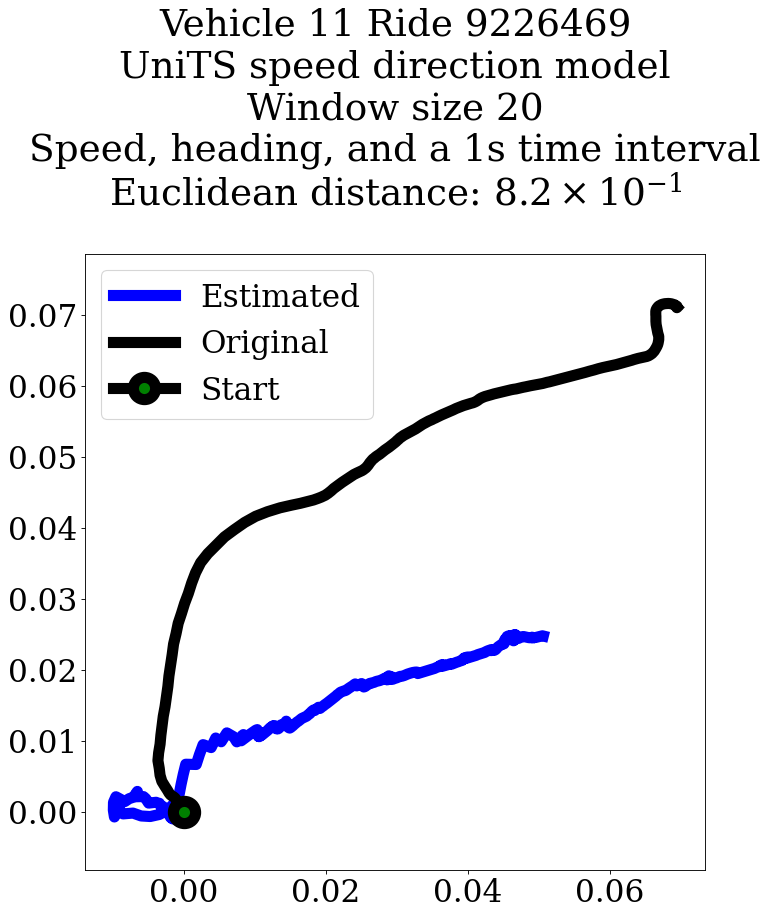 Vehicle 11 Ride 9226469
UniTS speed direction model
Window size 20
Speed, heading, and a 1s time interval
Euclidean distance: 8.2 × 10⁻¹
Estimated
Original
Start
0.07
0.06
0.05
0.04
0.03
0.02
0.01
0.00
0.00 0.02 0.04 0.06